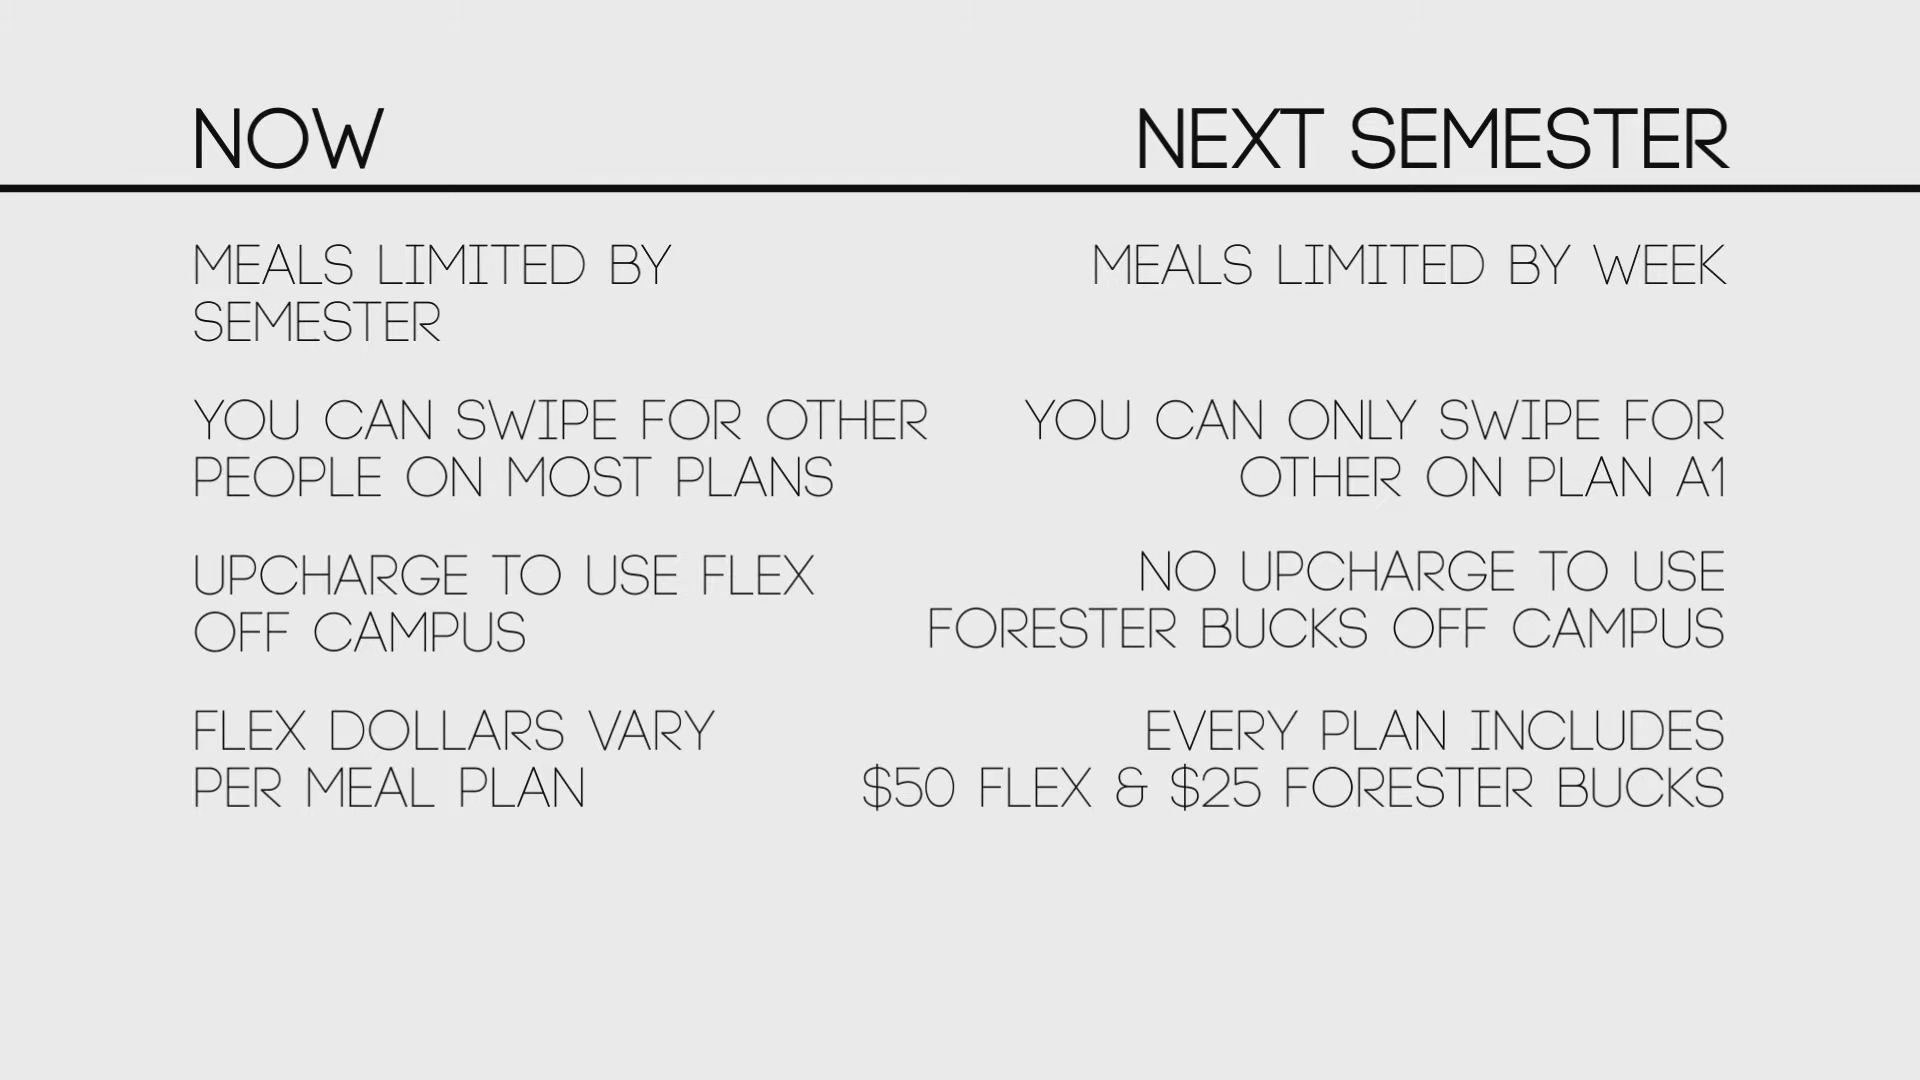 NOW
NEXT SEMESTER
MEALS LIMITED BY
SEMESTER
MEALS LIMITED BY WEEK
YOU CAN SWIPE FOR OTHER
PEOPLE ON MOST PLANS
YOU CAN ONLY SWIPE FOR
OTHER ON PLAN A1
UPCHARGE TO USE FLEX
OFF CAMPUS
NO UPCHARGE TO USE
FORESTER BUCKS OFF CAMPUS
FLEX DOLLARS VARY
PER MEAL PLAN
EVERY PLAN INCLUDES
$50 FLEX & $25 FORESTER BUCKS